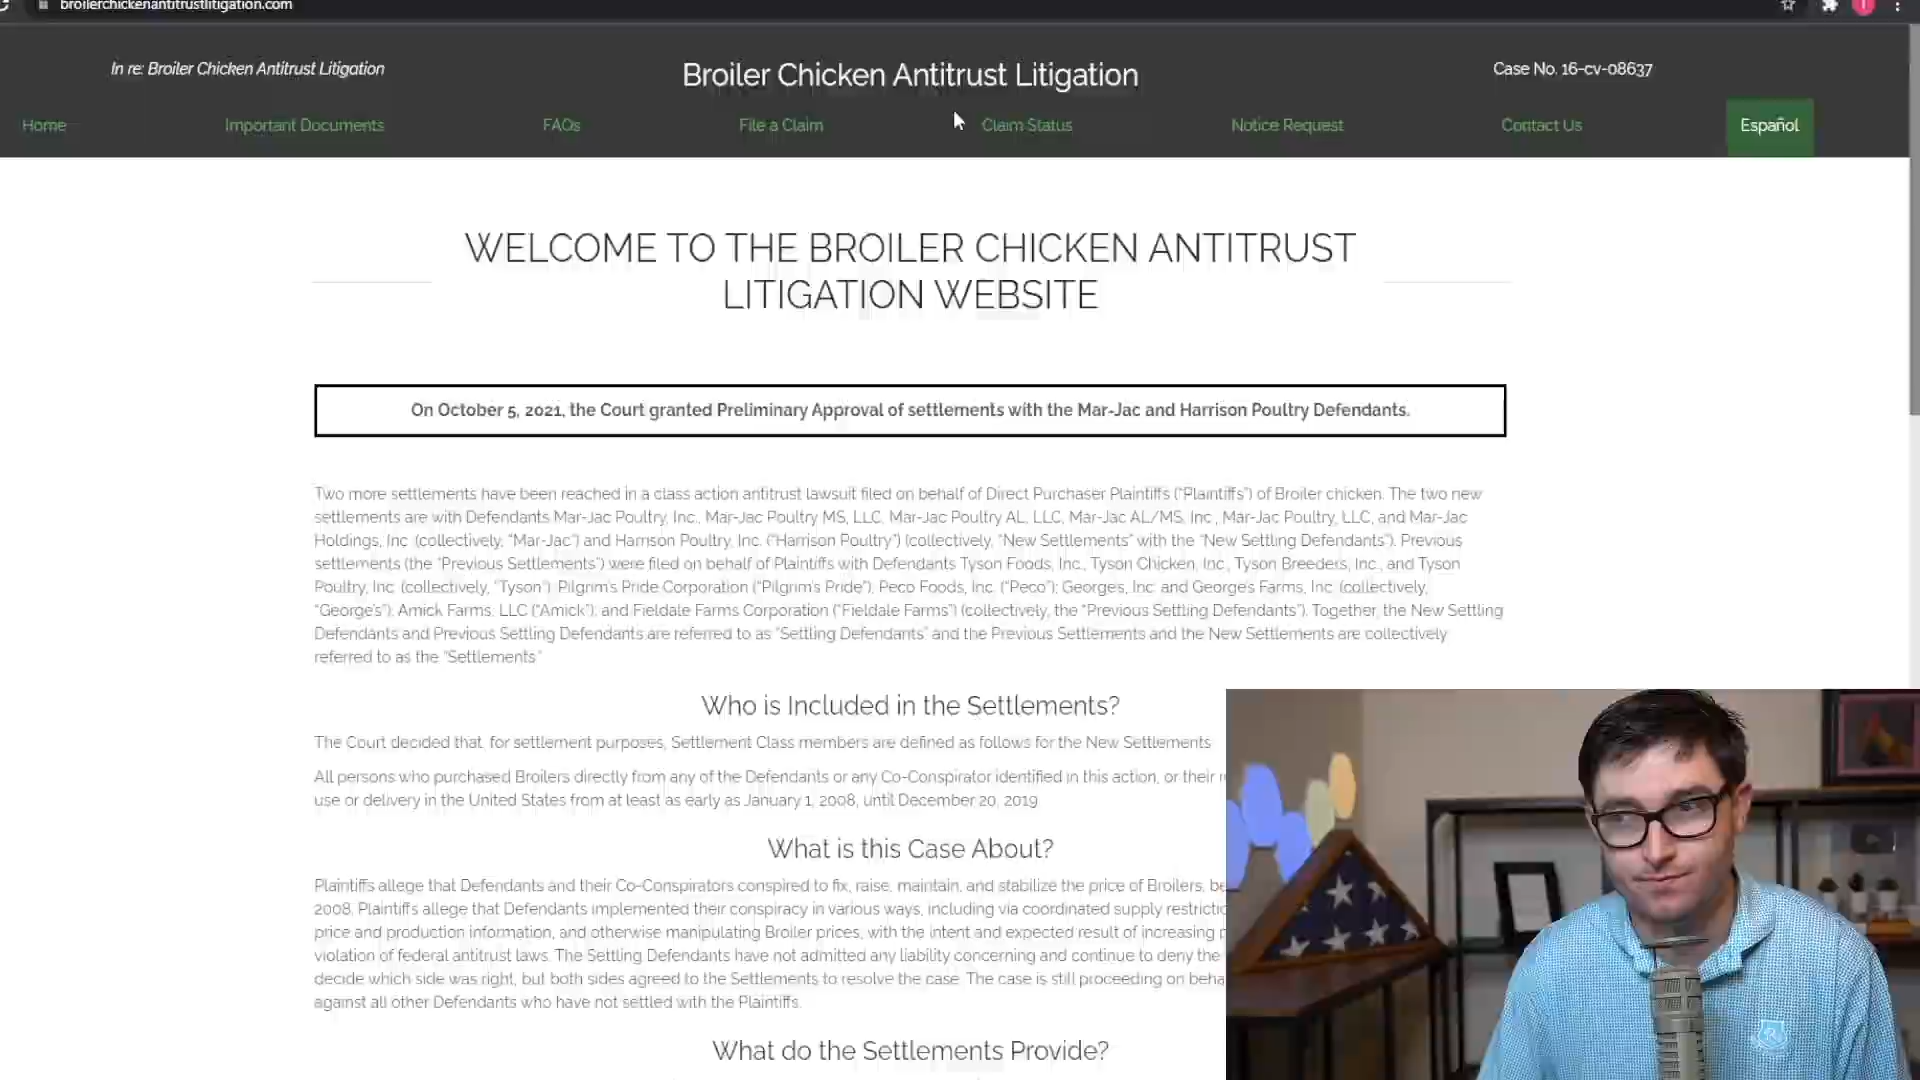 broilerchickenantitrustlitigation.com
In re: Broiler Chicken Antitrust Litigation
Broiler Chicken Antitrust Litigation
Case No. 16-cv-08637
Home
Important Documents
FAQs
File a Claim
Claim Status
Notice Request
Contact Us
Español
WELCOME TO THE BROILER CHICKEN ANTITRUST
LITIGATION WEBSITE
On October 5, 2021, the Court granted Preliminary Approval of settlements with the Mar-Jac and Harrison Poultry Defendants.
Two more settlements have been reached in a class action antitrust lawsuit filed on behalf of Direct Purchaser Plaintiffs ("Plaintiffs") of Broiler chicken. The two new
settlements are with Defendants Mar-Jac Poultry, Inc., Mar-Jac Poultry MS, LLC, Mar-Jac Poultry AL, LLC, Mar-Jac AL/MS, Inc., Mar-Jac Poultry, LLC, and Mar-Jac
Holdings, Inc. (collectively, "Mar-Jac") and Harrison Poultry, Inc. ("Harrison Poultry") (collectively, "New Settlements" with the "New Settling Defendants"). Previous
settlements (the "Previous Settlements") were filed on behalf of Plaintiffs with Defendants Tyson Foods, Inc., Tyson Chicken, Inc., Tyson Breeders, Inc., and Tyson
Poultry, Inc. (collectively, "Tyson"); Pilgrim's Pride Corporation ("Pilgrim's Pride"), Peco Foods, Inc. ("Peco"); George's, Inc. and George's Farms, Inc. (collectively,
"George's"); Amick Farms, LLC ("Amick"); and Fieldale Farms Corporation ("Fieldale Farms") (collectively, the "Previous Settling Defendants"). Together, the New Settling
Defendants and Previous Settling Defendants are referred to as "Settling Defendants" and the Previous Settlements and the New Settlements are collectively
referred to as the "Settlements."
Who is Included in the Settlements?
The Court decided that, for settlement purposes, Settlement Class members are defined as follows for the New Settlements
All persons who purchased Broilers directly from any of the Defendants or any Co-Conspirator identified in this action, or their
use or delivery in the United States from at least as early as January 1, 2008, until December 20, 2019
What is this Case About?
Plaintiffs allege that Defendants and their Co-Conspirators conspired to fix, raise, maintain, and stabilize the price of Broilers,
2008. Plaintiffs allege that Defendants implemented their conspiracy in various ways, including via coordinated supply
price and production information, and otherwise manipulating Broiler prices, with the intent and expected result of increasing
violation of federal antitrust laws. The Settling Defendants have not admitted any liability concerning and continue to deny the
decide which side was right, but both sides agreed to the Settlements to resolve the case. The case is still proceeding on
against all other Defendants who have not settled with the Plaintiffs.
What do the Settlements Provide?